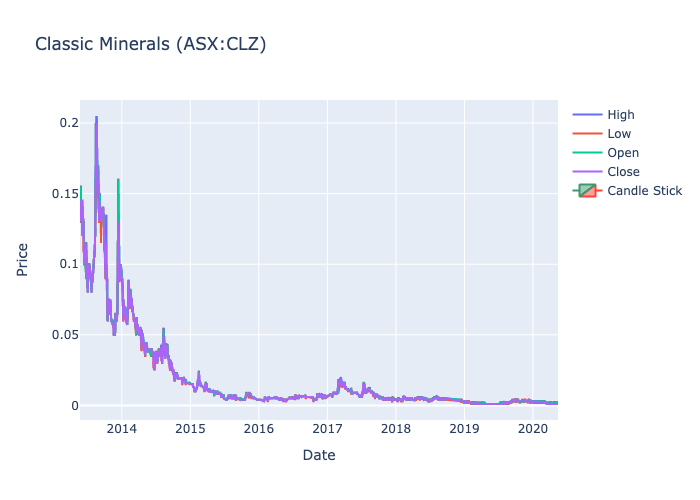 Classic Minerals (ASX:CLZ)
High
Low
Open
Close
Candle Stick
0.2
0.15
0.1
0.05
0
Price
2014 2015 2016 2017 2018 2019 2020
Date